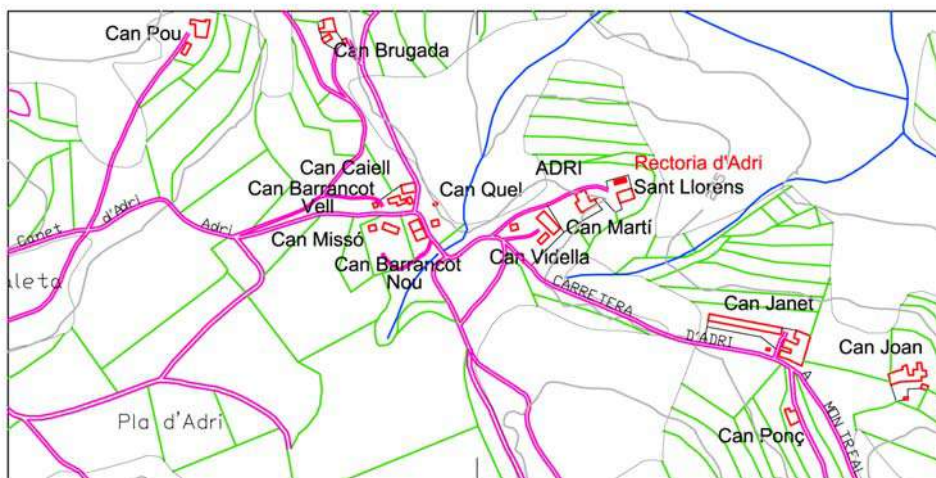 Can Pou
Can Brugada
Can Caiell
Can Barrancot
Vell
Can Quel
ADRI
Rectoria d'Adri
Sant Llorens
Can Martí
Can Missó
Can Barrancot
Nou
Can Vidella
Canet
d'Adri
Adri
aleta
CARRETERA
D'ADRI
Can Janet
Can Joan
A
MONTREAL
Can Ponç
Pla d'Adri